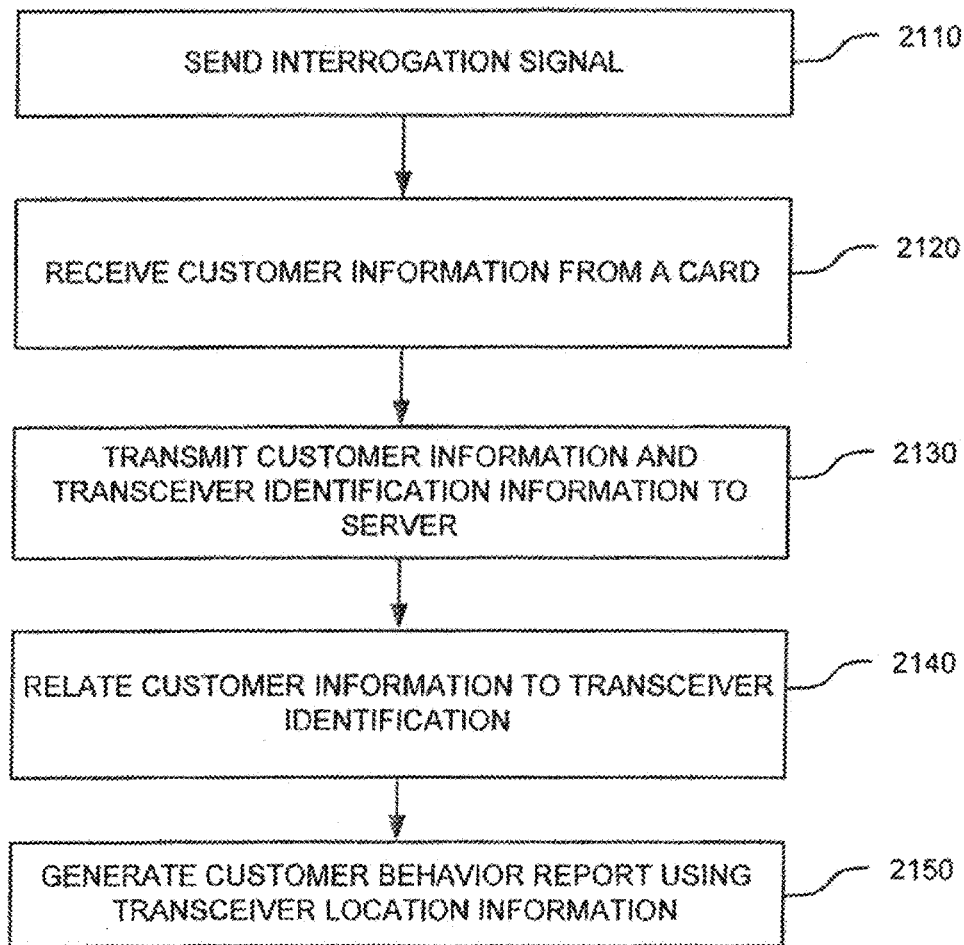 SEND INTERROGATION SIGNAL
2110
RECEIVE CUSTOMER INFORMATION FROM A CARD
2120
TRANSMIT CUSTOMER INFORMATION AND
TRANSCEIVER IDENTIFICATION INFORMATION TO
SERVER
2130
RELATE CUSTOMER INFORMATION TO TRANSCEIVER
IDENTIFICATION
2140
GENERATE CUSTOMER BEHAVIOR REPORT USING
TRANSCEIVER LOCATION INFORMATION
2150